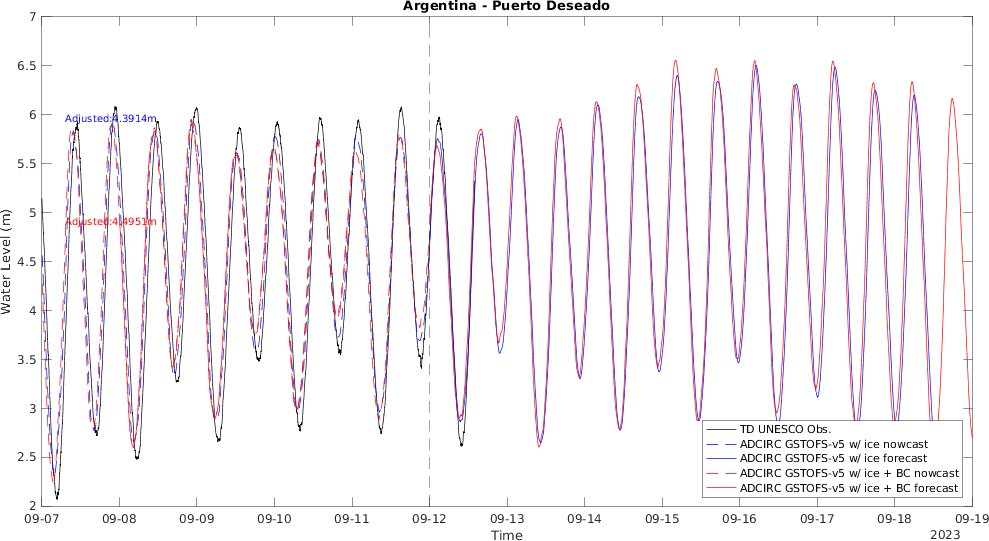 Argentina - Puerto Deseado
7
6.5
6
5.5
5
4.5
4
3.5
3
2.5
2
Water Level (m)
Adjusted:4.3914m
Adjusted:4.4951m
TD UNESCO Obs.
ADCIRC GSTOFS-v5 w/ ice nowcast
ADCIRC GSTOFS-v5 w/ ice forecast
ADCIRC GSTOFS-v5 w/ ice + BC nowcast
ADCIRC GSTOFS-v5 w/ ice + BC forecast
09-07 09-08 09-09 09-10 09-11 09-12 09-13 09-14 09-15 09-16 09-17 09-18 09-19
Time
2023